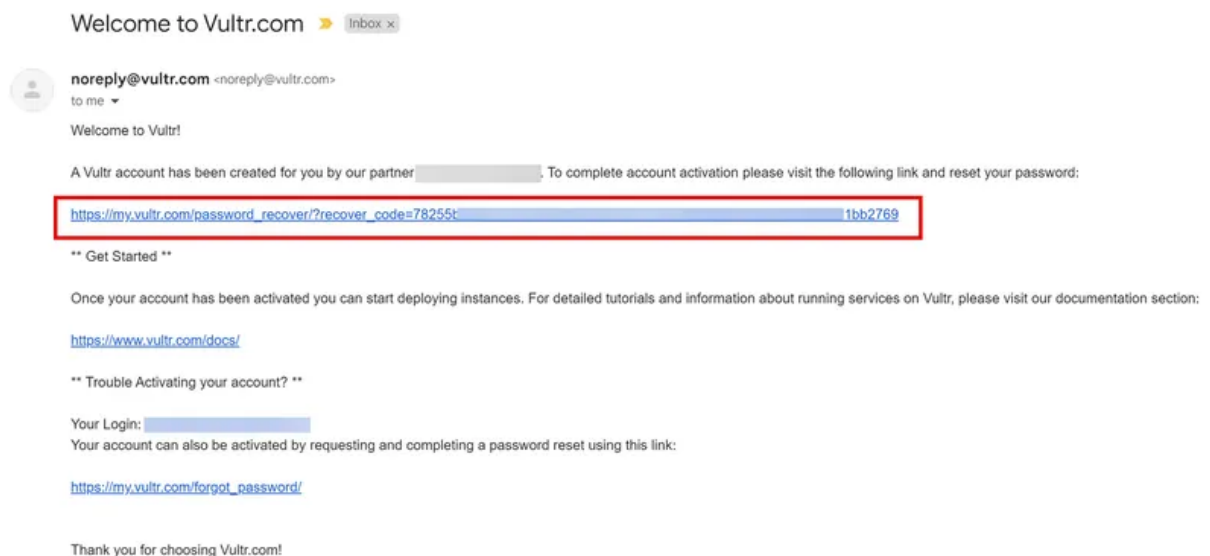 Welcome to Vultr.com Inbox ×
noreply@vultr.com <noreply@vultr.com>
to me
Welcome to Vultr!
A Vultr account has been created for you by our partner . To complete account activation please visit the following link and reset your password:
https://my.vultr.com/password_recover/?recover_code=78255b 1bb2769
** Get Started **
Once your account has been activated you can start deploying instances. For detailed tutorials and information about running services on Vultr, please visit our documentation section:
https://www.vultr.com/docs/
** Trouble Activating your account? **
Your Login:
Your account can also be activated by requesting and completing a password reset using this link:
https://my.vultr.com/forgot_password/
Thank you for choosing Vultr.com!